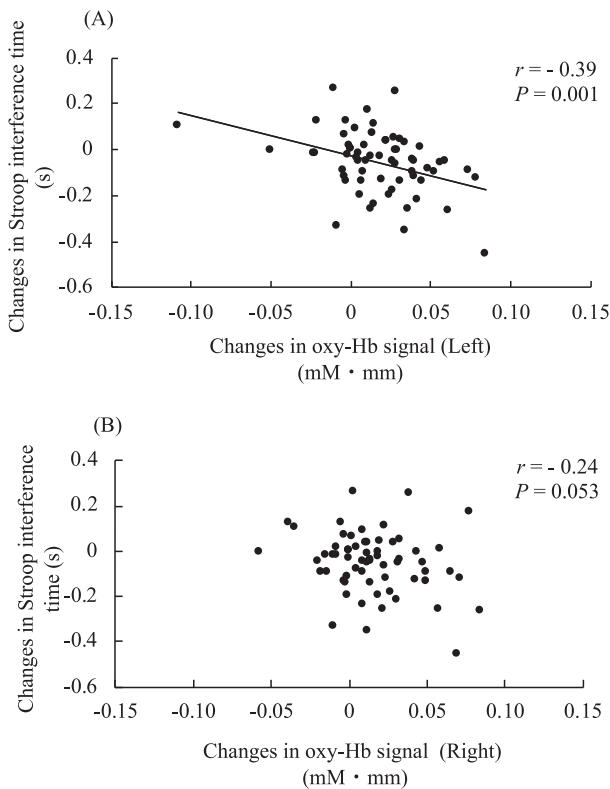 (A)
Changes in Stroop interference time
(s)
0.4
0.2
0
-0.2
-0.4
-0.6
r = - 0.39
P = 0.001
-0.15
-0.10
-0.05
0
0.05
0.10
0.15
Changes in oxy-Hb signal (Left)
(mM・mm)
(B)
Changes in Stroop interference
time (s)
0.4
0.2
0
-0.2
-0.4
-0.6
r = - 0.24
P = 0.053
-0.15
-0.10
-0.05
0
0.05
0.10
0.15
Changes in oxy-Hb signal (Right)
(mM・mm)